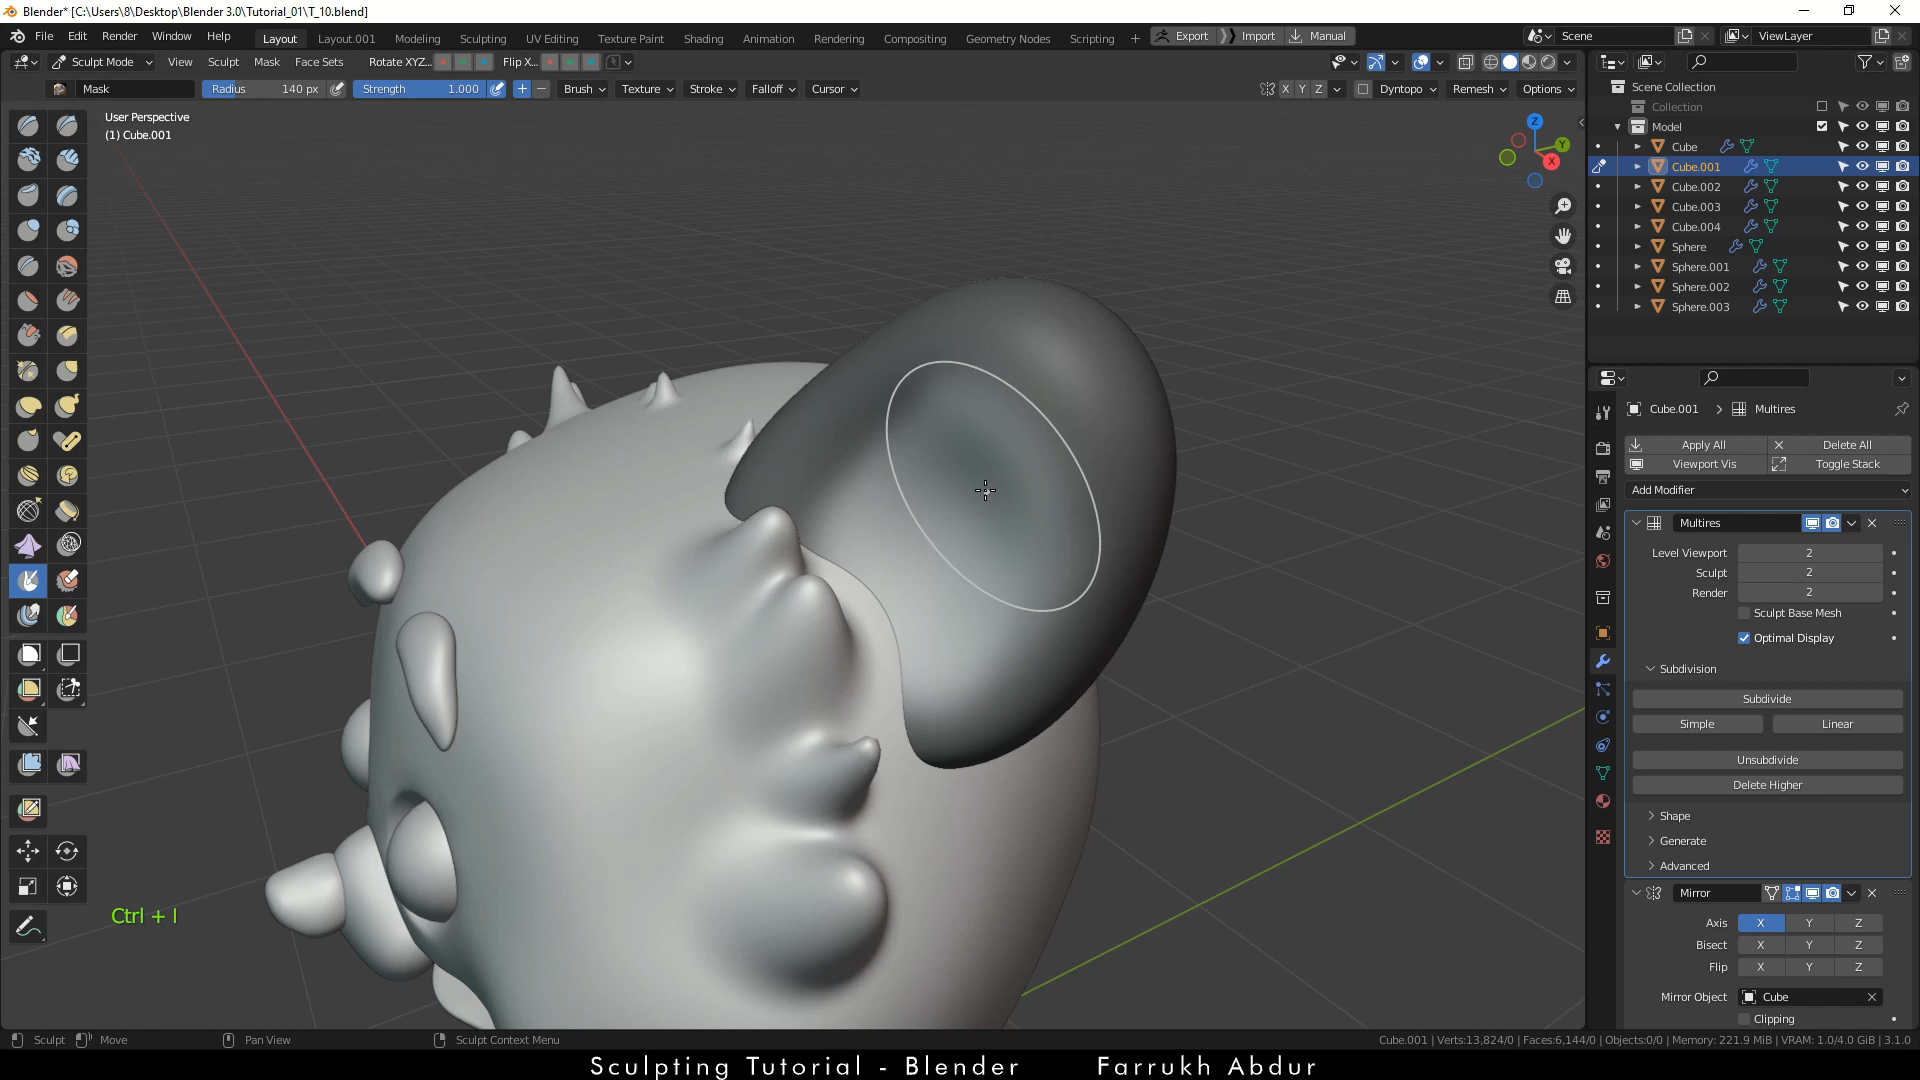 Blender* [C:\Users\8\Desktop\Blender 3.0\Tutorial_01\T_10.blend]
File Edit Render Window Help Layout Layout.001 Modeling Sculpting UV Editing Texture Paint Shading Animation Rendering Compositing Geometry Nodes Scripting + Export Import Manual Scene ViewLayer
Sculpt Mode View Sculpt Mask Face Sets Rotate XYZ... Flip X...
Mask Radius 140 px Strength 1.000 Brush Texture Stroke Falloff Cursor X Y Z Dyntopo Remesh Options
User Perspective
(1) Cube.001
Z
Y
X
Ctrl + I
Scene Collection
Collection
Model
Cube
Cube.001
Cube.002
Cube.003
Cube.004
Sphere
Sphere.001
Sphere.002
Sphere.003
Cube.001 > Multires
Apply All Delete All
Viewport Vis Toggle Stack
Add Modifier
Multires
Level Viewport 2
Sculpt 2
Render 2
Sculpt Base Mesh
Optimal Display
Subdivision
Subdivide
Simple Linear
Unsubdivide
Delete Higher
Shape
Generate
Advanced
Mirror
Axis X Y Z
Bisect X Y Z
Flip X Y Z
Mirror Object Cube
Clipping
Sculpt Move Pan View Sculpt Context Menu Cube.001 | Verts:13,824/0 | Faces:6,144/0 | Objects:0/0 | Memory: 221.9 MiB | VRAM: 1.0/4.0 GiB | 3.1.0
Sculpting Tutorial - Blender Farrukh Abdur